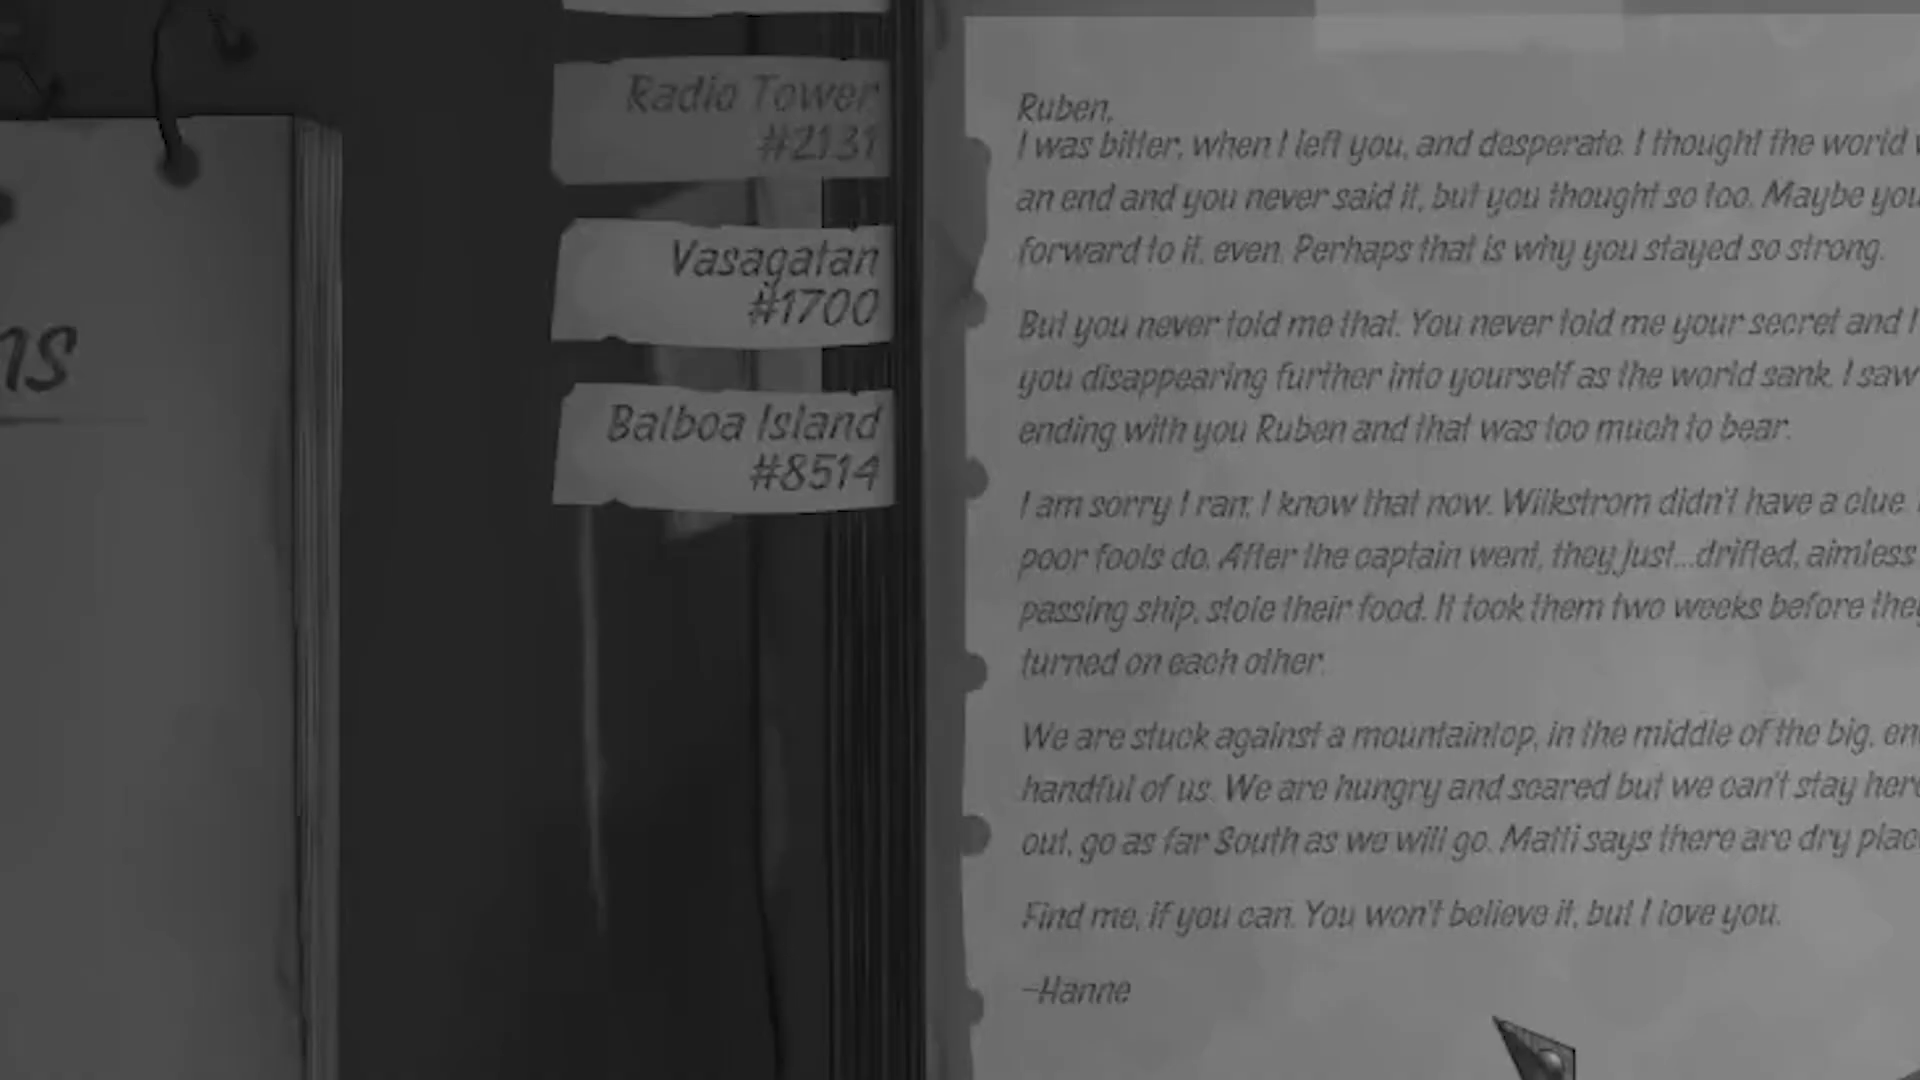 ns
Radio Tower
#2131
Vasagatan
#1700
Balboa Island
#8514
Ruben,
I was bitter, when I left you, and desperate. I thought the world
an end and you never said it, but you thought so too. Maybe you
forward to it, even. Perhaps that is why you stayed so strong.
But you never told me that. You never told me your secret and I
you disappearing further into yourself as the world sank. I saw
ending with you Ruben and that was too much to bear.
I am sorry I ran; I know that now. Wilkstrom didn't have a clue.
poor fools do. After the captain went, they just...drifted, aimless
passing ship, stole their food. It took them two weeks before they
turned on each other.
We are stuck against a mountaintop, in the middle of the big, en
handful of us. We are hungry and scared but we can't stay here
out, go as far South as we will go. Matti says there are dry plac
Find me, if you can. You won't believe it, but I love you.
-Hanne